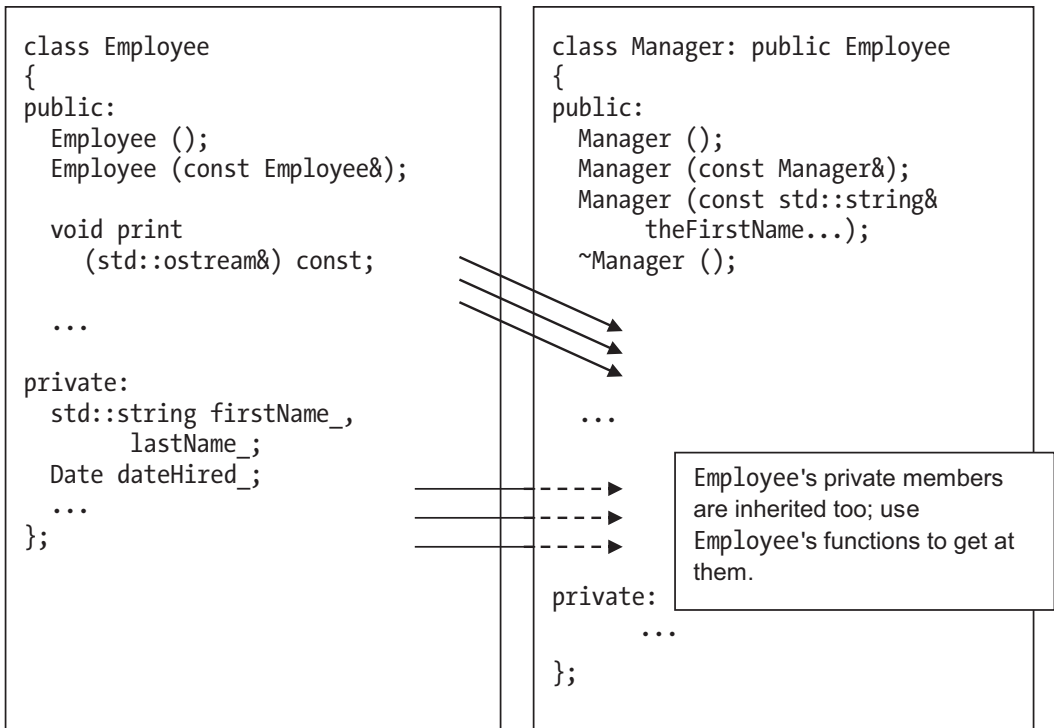 class Employee
{
public:
  Employee ();
  Employee (const Employee&);
  void print
    (std::ostream&) const;
  ...
private:
  std::string firstName_,
        lastName_;
  Date dateHired_;
  ...
};
class Manager: public Employee
{
public:
  Manager ();
  Manager (const Manager&);
  Manager (const std::string&
        theFirstName...);
  ~Manager ();
  ...
Employee's private members
are inherited too; use
Employee's functions to get at
them.
private:
      ...
};